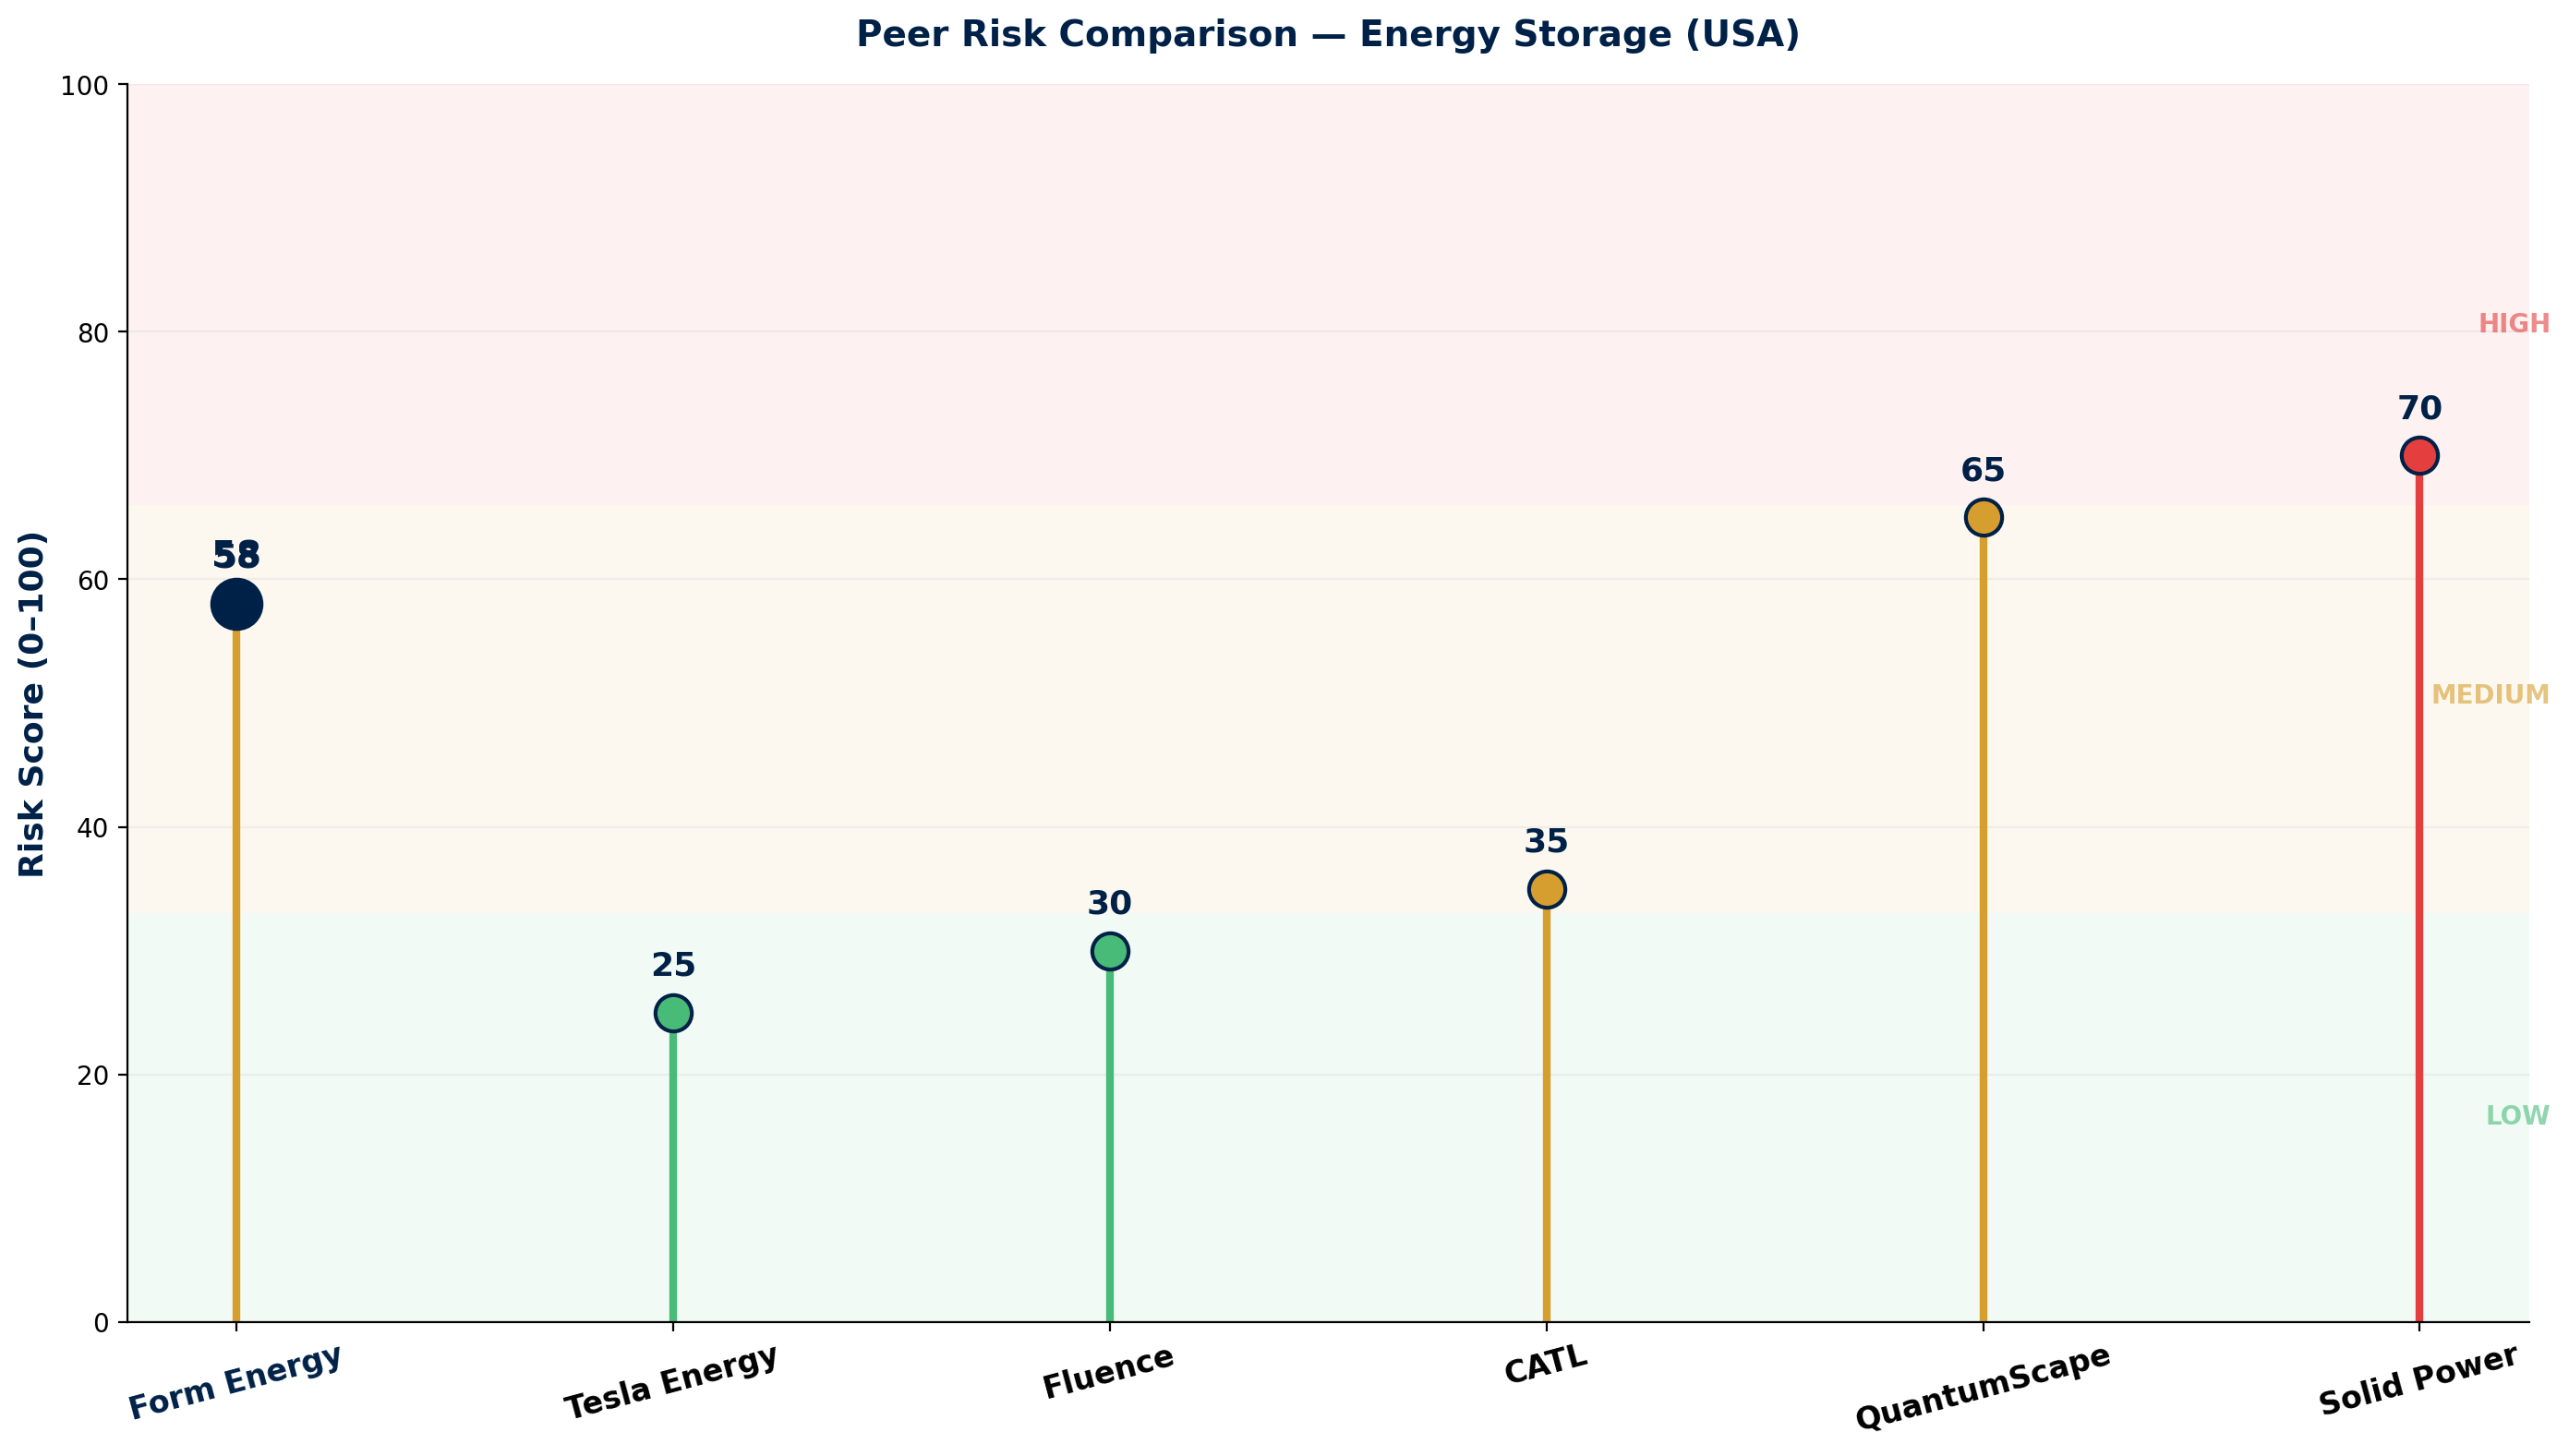 Peer Risk Comparison — Energy Storage (USA)
Risk Score (0–100)
100
80
60
40
20
0
HIGH
MEDIUM
LOW
58
25
30
35
65
70
Form Energy
Tesla Energy
Fluence
CATL
QuantumScape
Solid Power